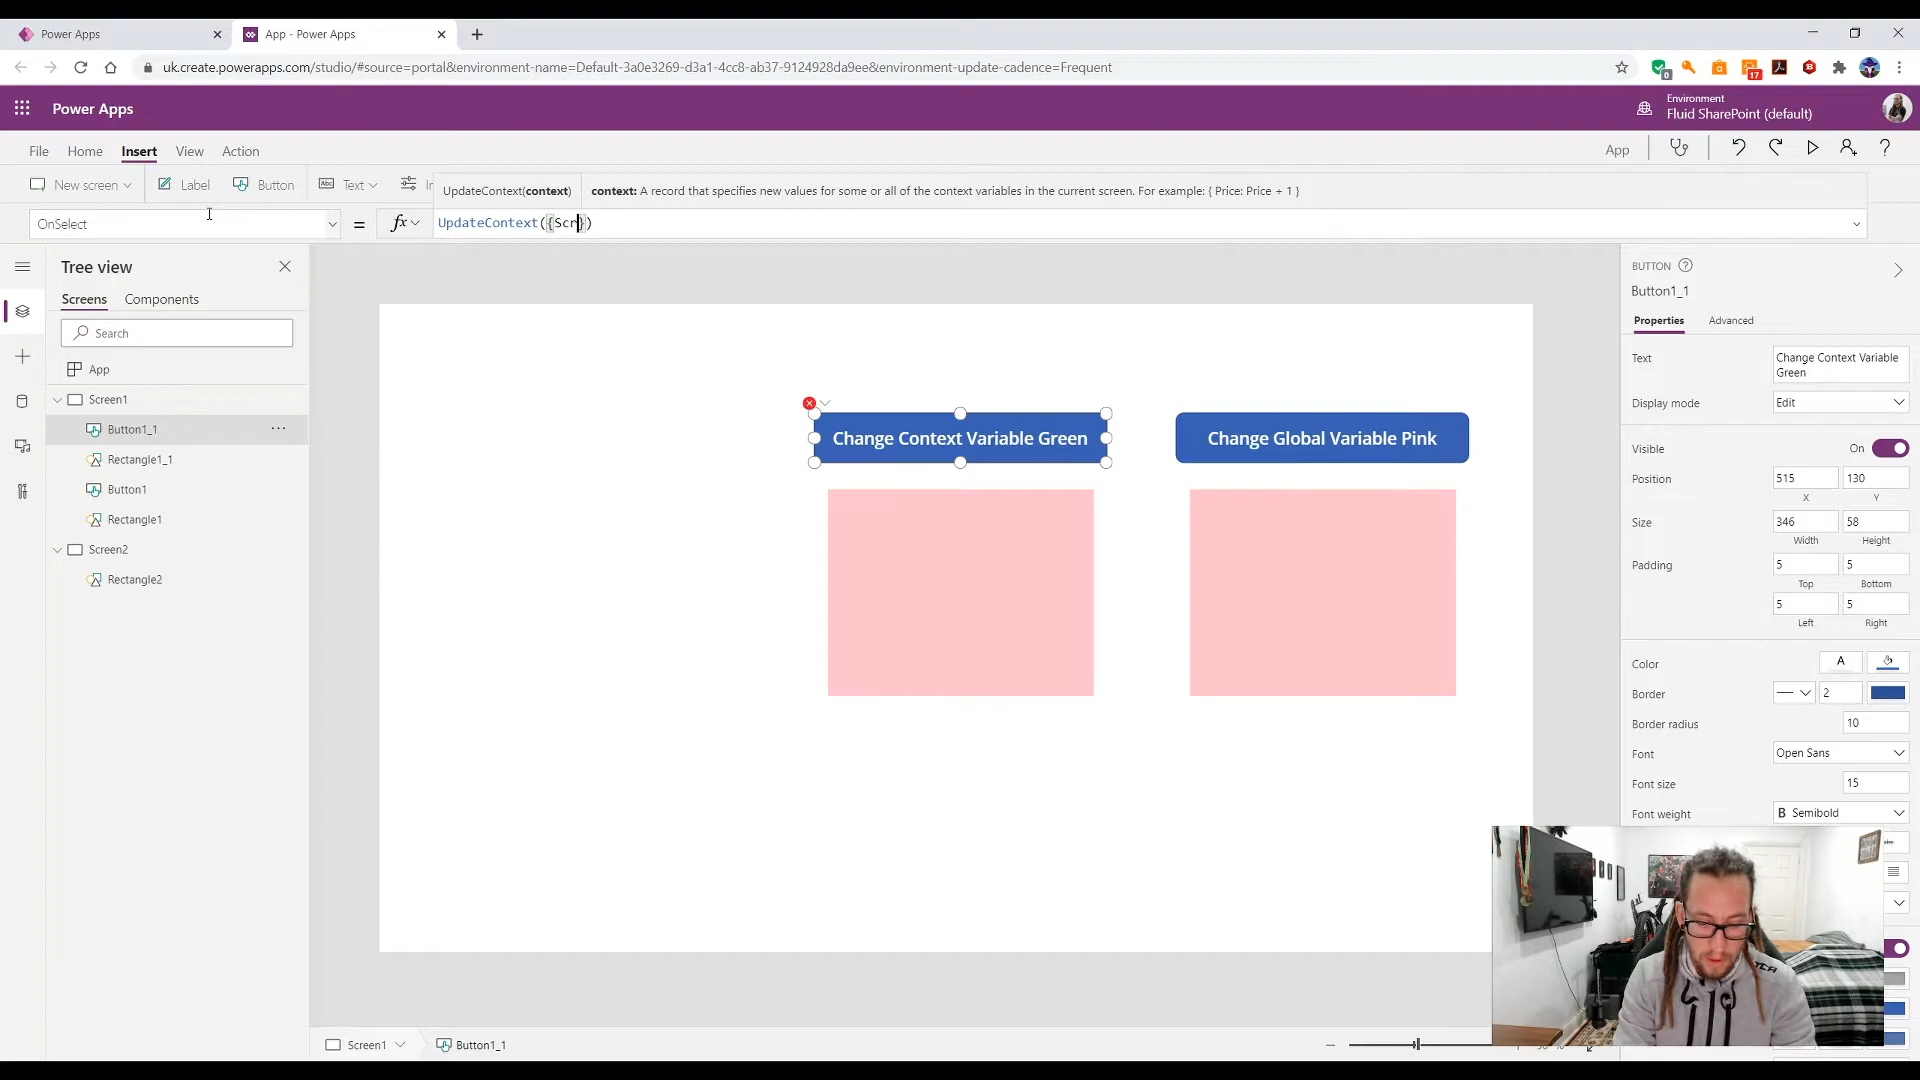 Power Apps
App - Power Apps
uk.create.powerapps.com/studio/#source=portal&environment-name=Default-3a0e3269-d3a1-4cc8-ab37-9124928da9ee&environment-update-cadence=Frequent
0
17
Power Apps
Environment
Fluid SharePoint (default)
File Home Insert View Action
App
New screen Label Button Abc Text
UpdateContext(context) context: A record that specifies new values for some or all of the context variables in the current screen. For example: { Price: Price + 1 }
OnSelect = fx UpdateContext({Scr})
Tree view
Screens Components
Search
App
Screen1
Button1_1 ...
Rectangle1_1
Button1
Rectangle1
Screen2
Rectangle2
Change Context Variable Green
Change Global Variable Pink
BUTTON
Button1_1
Properties Advanced
Text Change Context Variable
Green
Display mode Edit
Visible On
Position 515 130
X Y
Size 346 58
Width Height
Padding 5 5
Top Bottom
5 5
Left Right
Color A
Border 2
Border radius 10
Font Open Sans
Font size 15
Font weight B Semibold
Screen1 Button1_1